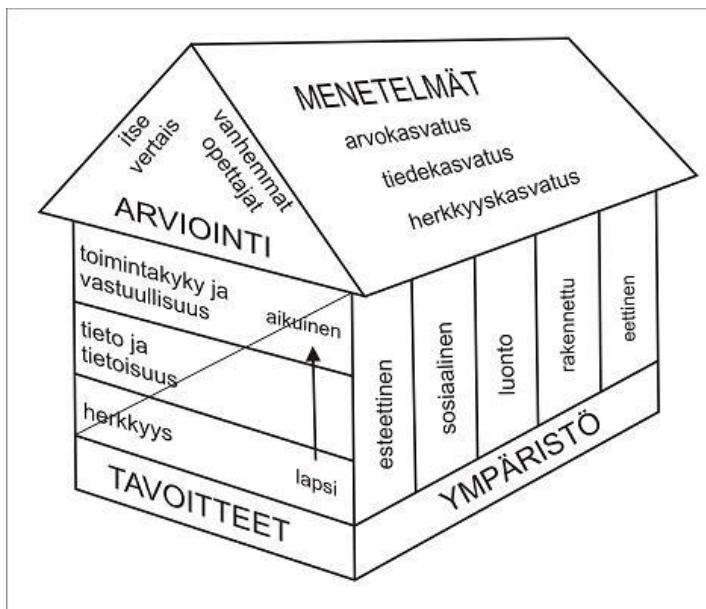 MENETELMÄT
arvokasvatus
tiedekasvatus
herkkyyskasvatus
itse
vertais
vanhemmat
opettajat
ARVIOINTI
toimintakyky ja
vastuullisuus
aikuinen
tieto ja
tietoisuus
herkkyys
lapsi
TAVOITTEET
esteettinen
sosiaalinen
luonto
rakennettu
eettinen
YMPÄRISTÖ